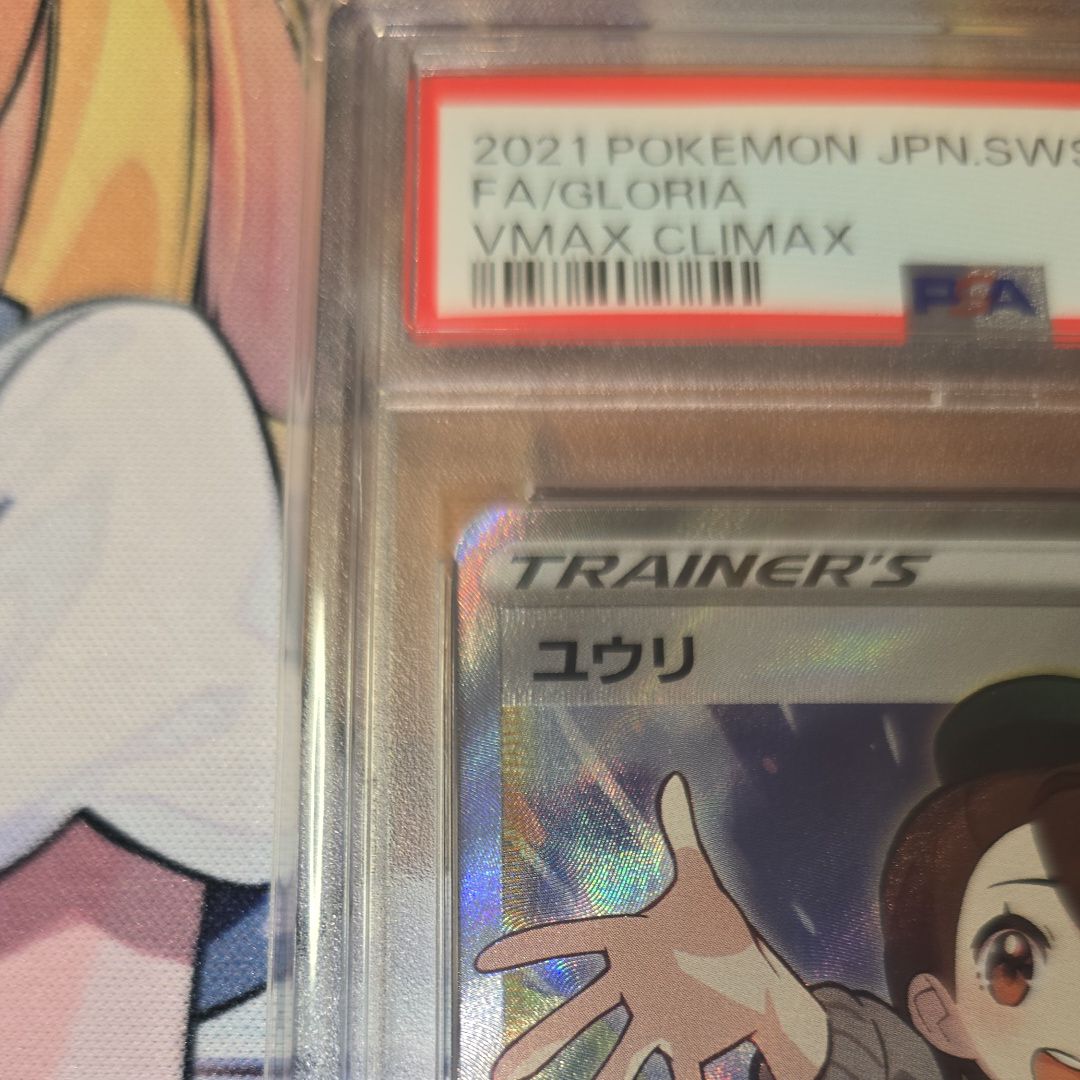 2021 POKEMON JPN.SWS
FA/GLORIA
VMAX CLIMAX
PSA
TRAINER'S
ユウリ